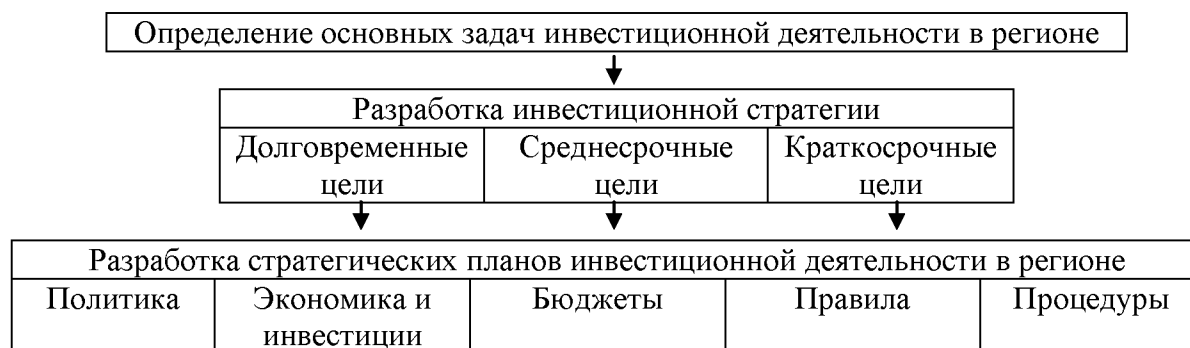 Определение основных задач инвестиционной деятельности в регионе
Разработка инвестиционной стратегии
Долговременные
цели
Среднесрочные
цели
Краткосрочные
цели
Разработка стратегических планов инвестиционной деятельности в регионе
Политика
Экономика и
инвестиции
Бюджеты
Правила
Процедуры